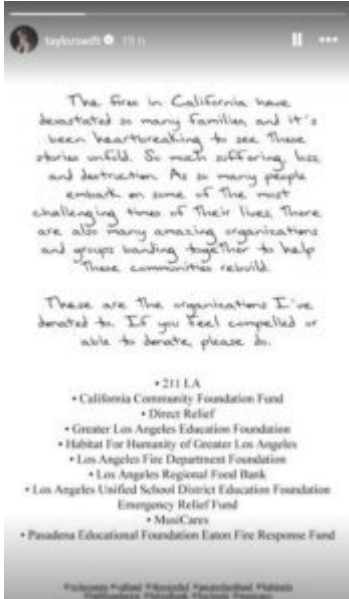 taylorswift 19 h
The fires in California have
devastated so many families, and it's
been heartbreaking to see these
stories unfold. So much suffering, loss,
and destruction. As so many people
embark on some of the most
challenging times of their lives, there
are also many amazing organizations
and groups banding together to help
these communities rebuild.
These are the organizations I've
donated to. If you feel compelled or
able to donate, please do.
• 211 LA
• California Community Foundation Fund
• Direct Relief
• Greater Los Angeles Education Foundation
• Habitat For Humanity of Greater Los Angeles
• Los Angeles Fire Department Foundation
• Los Angeles Regional Food Bank
• Los Angeles Unified School District Education Foundation
Emergency Relief Fund
• MusiCares
• Pasadena Educational Foundation Eaton Fire Response Fund